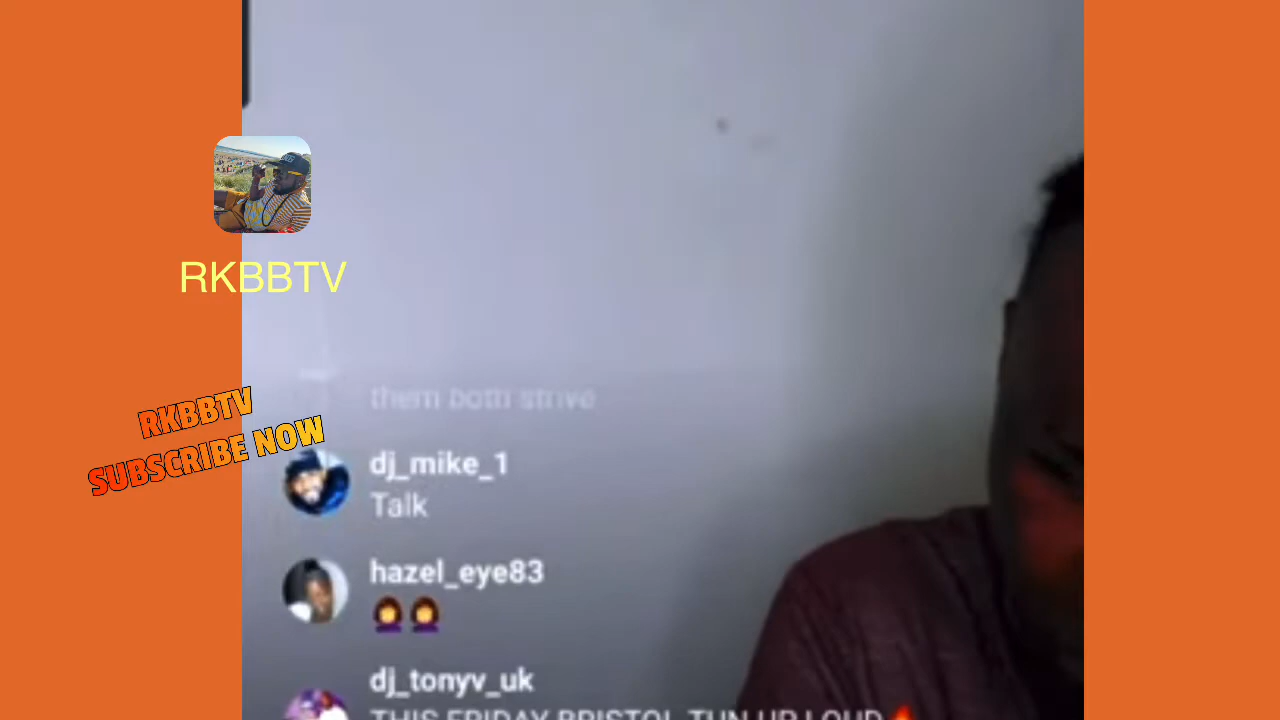 RKBBTV
them both strive
RKBBTV
SUBSCRIBE NOW
dj_mike_1
Talk
hazel_eye83
dj_tonyv_uk
THIS FRIDAY BRISTOL TUN UP LOUD